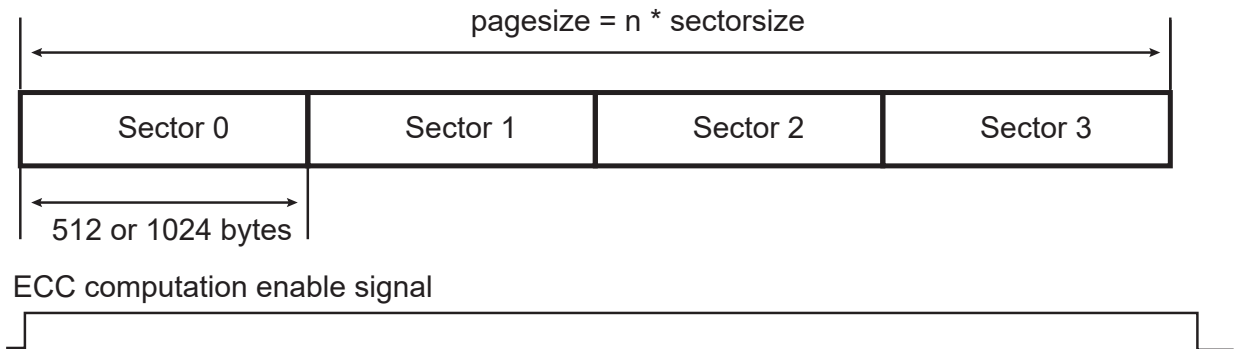 pagesize = n * sectorsize
Sector 0 Sector 1 Sector 2 Sector 3
512 or 1024 bytes
ECC computation enable signal